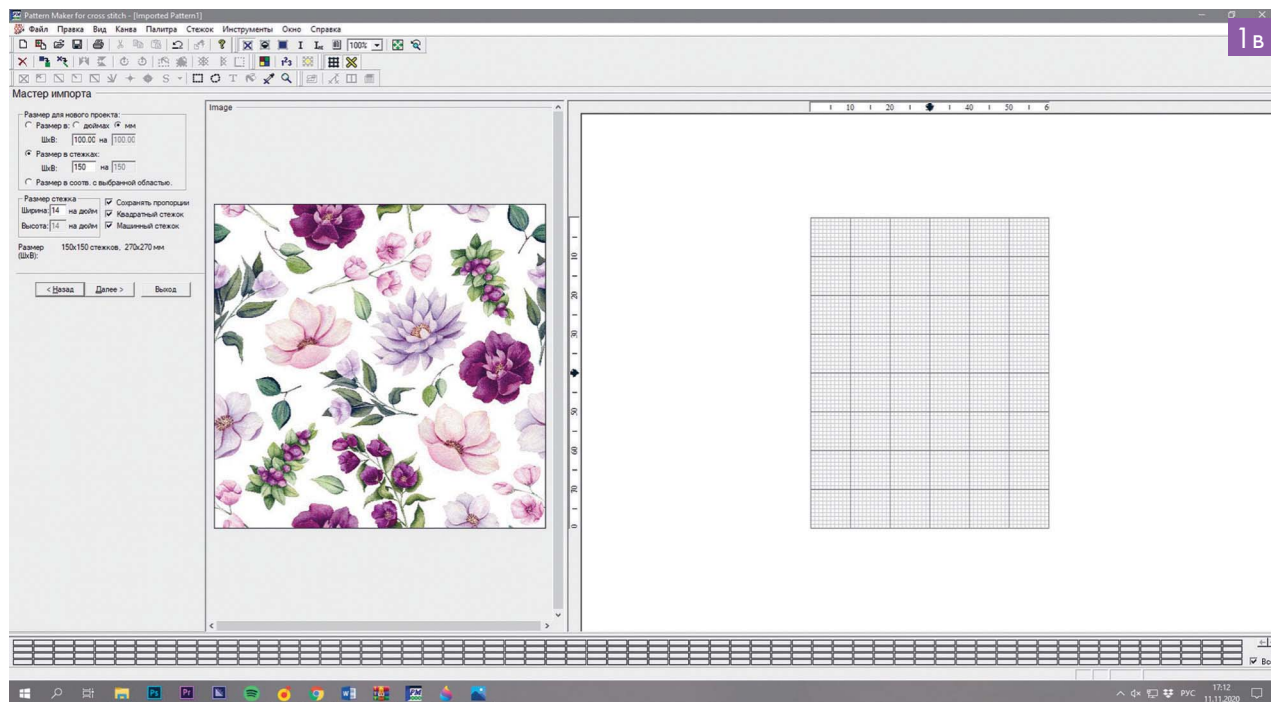 Pattern Maker for cross stitch - [Imported Pattern1]
1в
Файл Правка Вид Канва Палитра Стежок Инструменты Окно Справка
100%
Мастер импорта
Размер для нового проекта:
Размер в: дюймах мм
ШхВ: 100.00 на 100.00
Размер в стежках:
ШхВ: 150 на 150
Размер в соотв. с выбранной областью.
Размер стежка
Ширина: 14 на дюйм
Высота: 14 на дюйм
Сохранять пропорции
Квадратный стежок
Машинный стежок
Размер (ШхВ): 150x150 стежков, 270x270 мм
< Назад Далее > Выход
Image
10 20 40 50 6
10
20
30
50
60
70
0
Во
РУС
17:12
11.11.2020